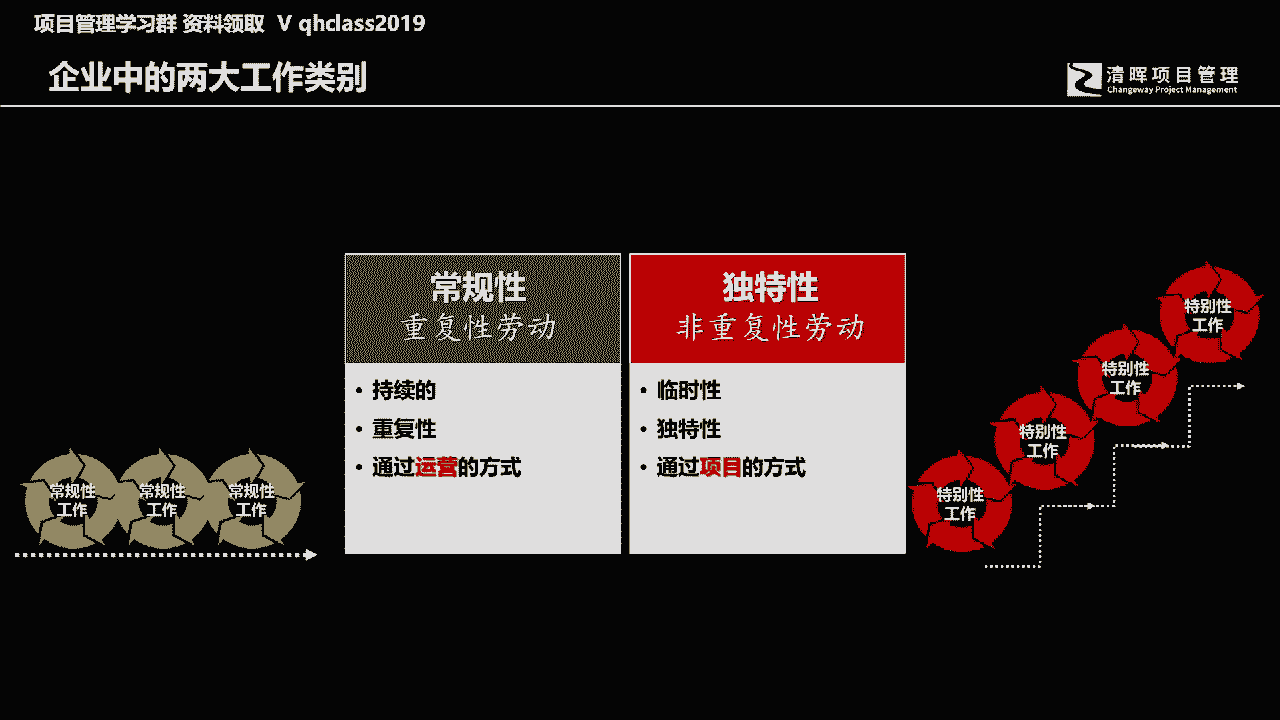 项目管理学习群 资料领取 V qhclass2019
企业中的两大工作类别
清晖项目管理
Changeway Project Management
常规性
重复性劳动
• 持续的
• 重复性
• 通过运营的方式
独特性
非重复性劳动
• 临时性
• 独特性
• 通过项目的方式
常规性
工作
常规性
工作
常规性
工作
特别性
工作
特别性
工作
特别性
工作
特别性
工作